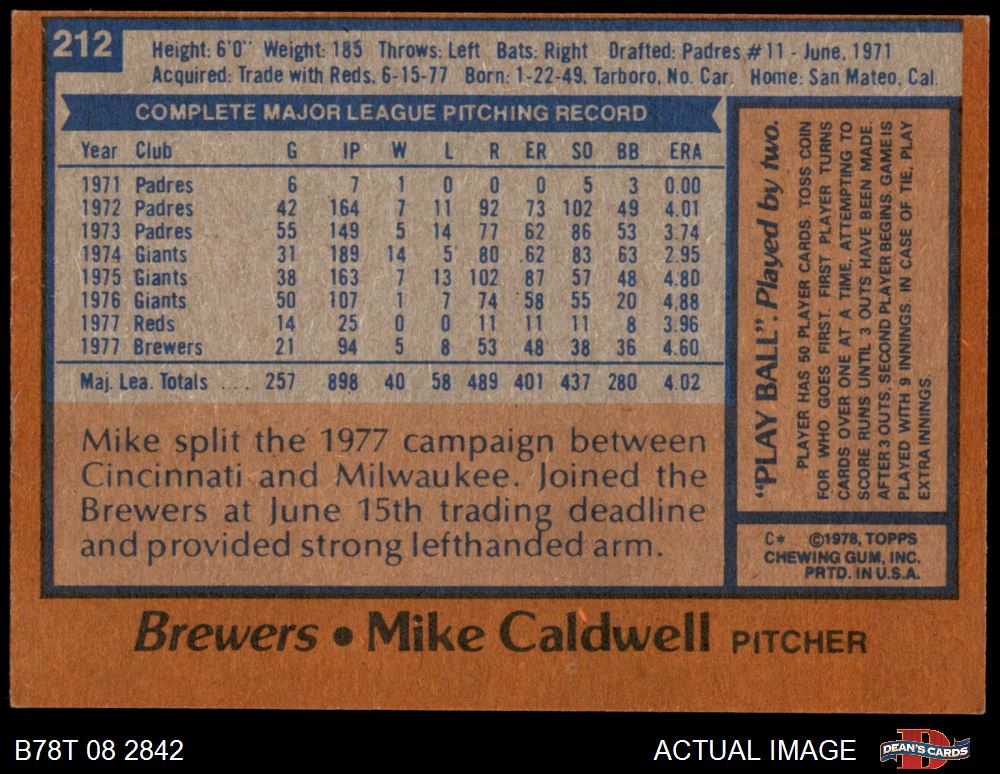 212
Height: 6'0" Weight: 185 Throws: Left Bats: Right Drafted: Padres #11 - June, 1971
Acquired: Trade with Reds, 6-15-77 Born: 1-22-49, Tarboro, No. Car. Home: San Mateo, Cal.
COMPLETE MAJOR LEAGUE PITCHING RECORD
Year Club G IP W L R ER SO BB ERA
1971 Padres 6 7 1 0 0 0 5 3 0.00
1972 Padres 42 164 7 11 92 73 102 49 4.01
1973 Padres 55 149 5 14 77 62 86 53 3.74
1974 Giants 31 189 14 5 80 62 83 63 2.95
1975 Giants 38 163 7 13 102 87 57 48 4.80
1976 Giants 50 107 1 7 74 58 55 20 4.88
1977 Reds 14 25 0 0 11 11 11 8 3.96
1977 Brewers 21 94 5 8 53 48 38 36 4.60
Maj. Lea. Totals ... 257 898 40 58 489 401 437 280 4.02
Mike split the 1977 campaign between
Cincinnati and Milwaukee. Joined the
Brewers at June 15th trading deadline
and provided strong lefthanded arm.
"PLAY BALL". Played by two.
PLAYER HAS 50 PLAYER CARDS. TOSS COIN
FOR WHO GOES FIRST. FIRST PLAYER TURNS
CARDS OVER ONE AT A TIME, ATTEMPTING TO
SCORE RUNS UNTIL 3 OUTS HAVE BEEN MADE.
AFTER 3 OUTS, SECOND PLAYER BEGINS. GAME IS
PLAYED WITH 9 INNINGS. IN CASE OF TIE, PLAY
EXTRA INNINGS.
C* ©1978, TOPPS
CHEWING GUM, INC.
PRTD. IN U.S.A.
Brewers • Mike Caldwell PITCHER
B78T 08 2842
ACTUAL IMAGE
D
DEAN'S CARDS